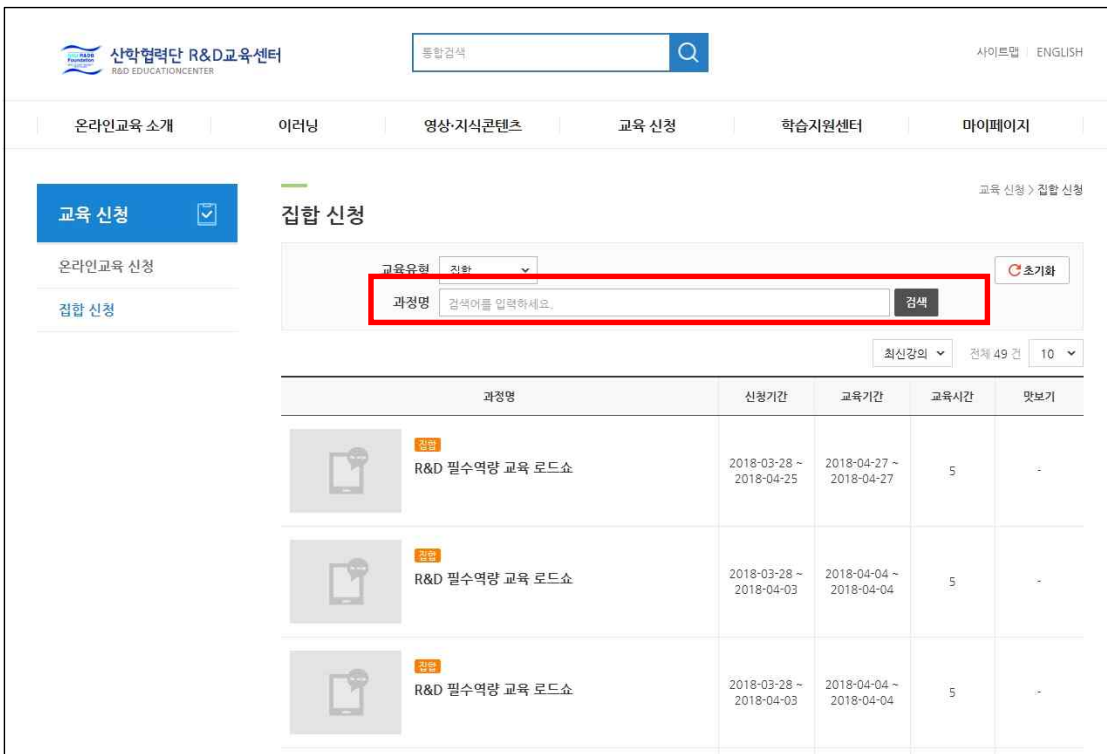 산학협력단 R&D교육센터
R&D EDUCATIONCENTER
통합검색
사이트맵 ENGLISH
온라인교육 소개 이러닝 영상·지식콘텐츠 교육 신청 학습지원센터 마이페이지
교육 신청
온라인교육 신청
집합 신청
교육 신청 > 집합 신청
집합 신청
교육유형 집합
초기화
과정명 검색어를 입력하세요. 검색
최신강의 전체 49 건 10
과정명 신청기간 교육기간 교육시간 맛보기
집합
R&D 필수역량 교육 로드쇼
2018-03-28 ~ 2018-04-27 ~
2018-04-25 2018-04-27
5 -
집합
R&D 필수역량 교육 로드쇼
2018-03-28 ~ 2018-04-04 ~
2018-04-03 2018-04-04
5 -
집합
R&D 필수역량 교육 로드쇼
2018-03-28 ~ 2018-04-04 ~
2018-04-03 2018-04-04
5 -